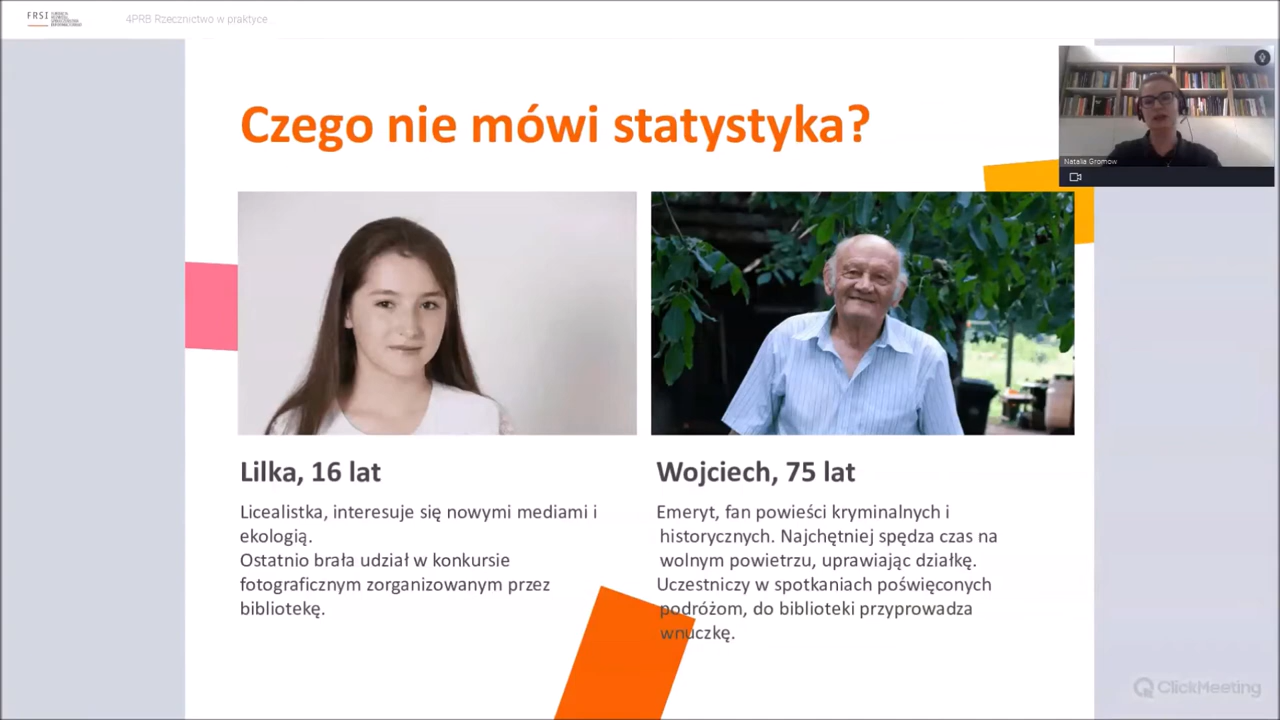 FRSI
4PRB Rzecznictwo w praktyce
Czego nie mówi statystyka?
Natalia Gromow
Lilka, 16 lat
Licealistka, interesuje się nowymi mediami i
ekologią.
Ostatnio brała udział w konkursie
fotograficznym zorganizowanym przez
bibliotekę.
Wojciech, 75 lat
Emeryt, fan powieści kryminalnych i
historycznych. Najchętniej spędza czas na
wolnym powietrzu, uprawiając działkę.
Uczestniczy w spotkaniach poświęconych
podróżom, do biblioteki przyprowadza
wnuczkę.
ClickMeeting